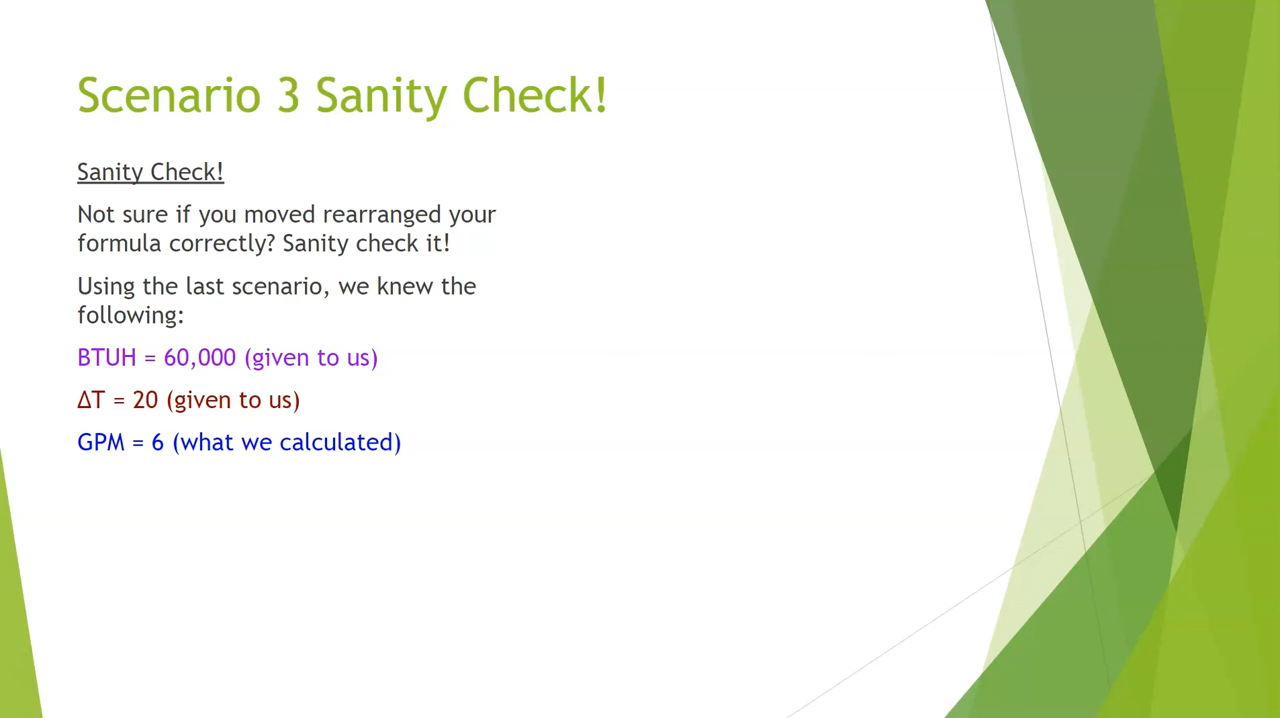 Scenario 3 Sanity Check!
Sanity Check!
Not sure if you moved rearranged your
formula correctly? Sanity check it!
Using the last scenario, we knew the
following:
BTUH = 60,000 (given to us)
ΔT = 20 (given to us)
GPM = 6 (what we calculated)